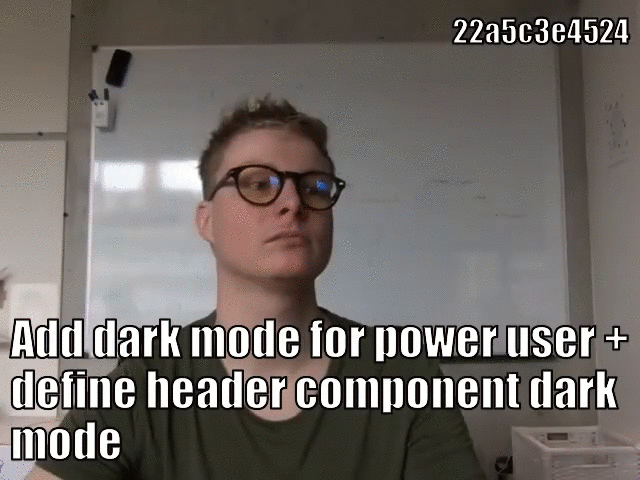 22a5c3e4524
Add dark mode for power user +
define header component dark
mode